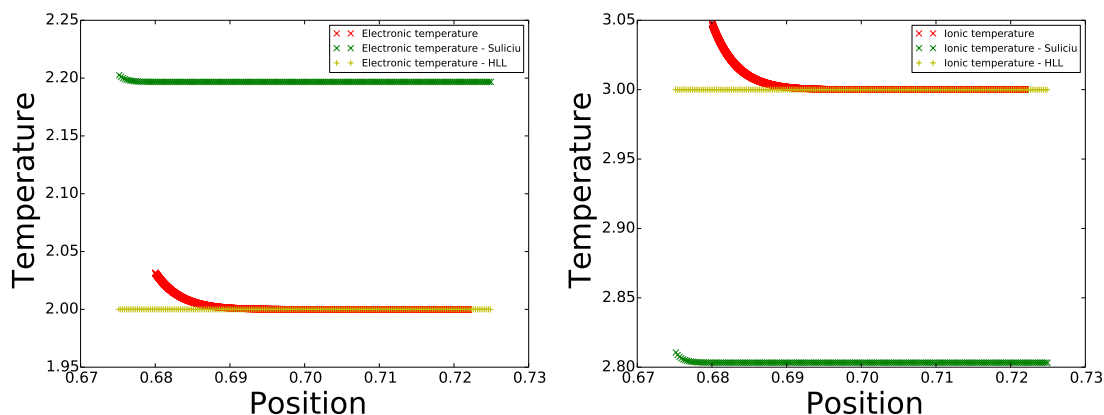 2.25
2.20
2.15
2.10
2.05
2.00
1.95
0.67 0.68 0.69 0.70 0.71 0.72 0.73
Temperature
Position
Electronic temperature
Electronic temperature - Suliciu
Electronic temperature - HLL
3.05
3.00
2.95
2.90
2.85
2.80
0.67 0.68 0.69 0.70 0.71 0.72 0.73
Temperature
Position
Ionic temperature
Ionic temperature - Suliciu
Ionic temperature - HLL